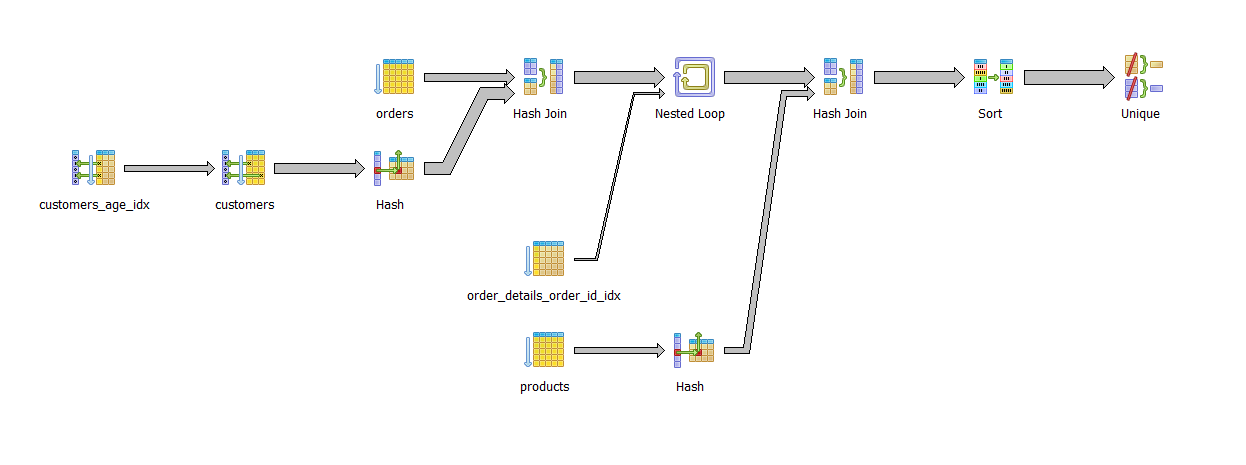 orders
Hash Join
Nested Loop
Hash Join
Sort
Unique
customers_age_idx
customers
Hash
order_details_order_id_idx
products
Hash